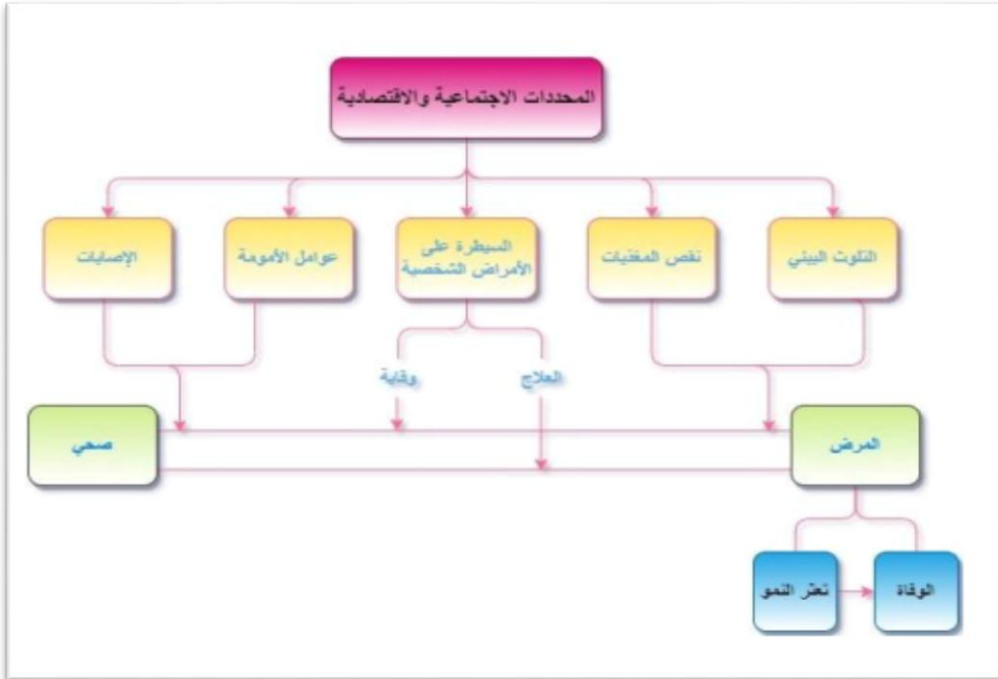 المحددات الاجتماعية والاقتصادية
التلوث البيئي
نقص المغذيات
السيطرة على
الأمراض الشخصية
عوامل الأمومة
الإصابات
العلاج
وقاية
المرض
صحي
الوفاة
تعثر النمو